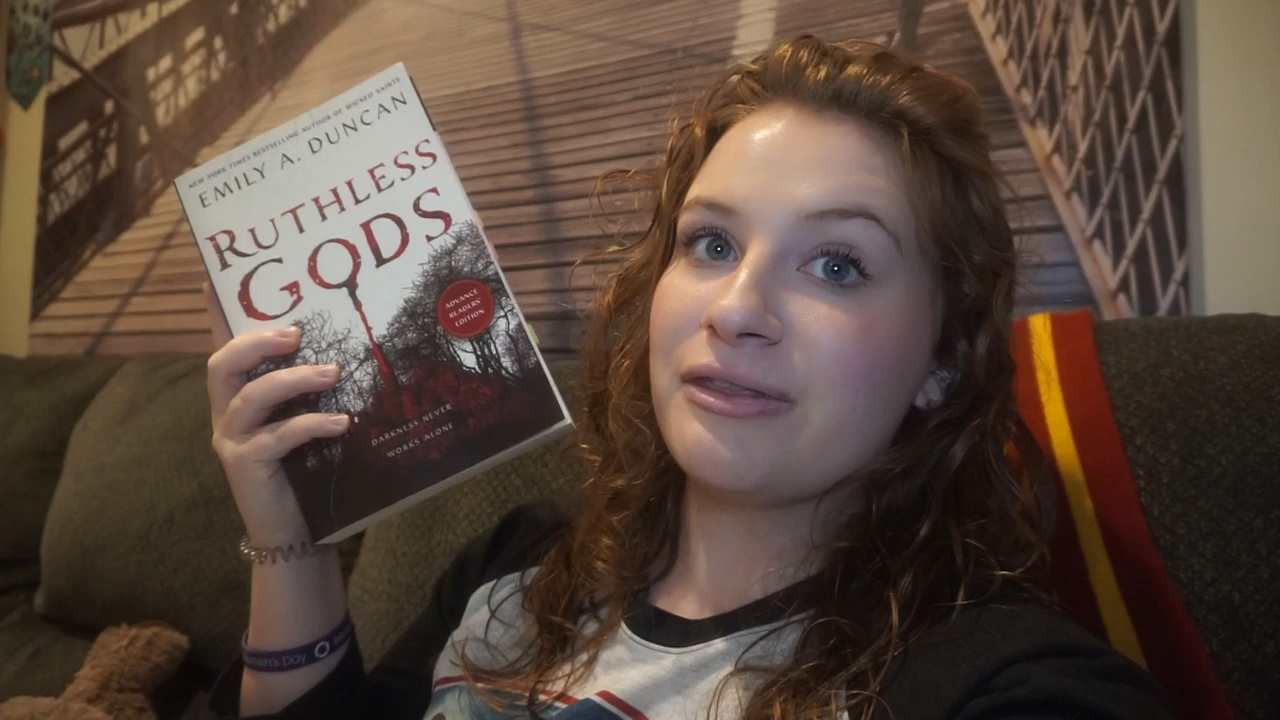 NEW YORK TIMES BESTSELLING AUTHOR OF WICKED SAINTS
EMILY A. DUNCAN
RUTHLESS
GODS
ADVANCE
READERS'
EDITION
DARKNESS NEVER
WORKS ALONE
Day